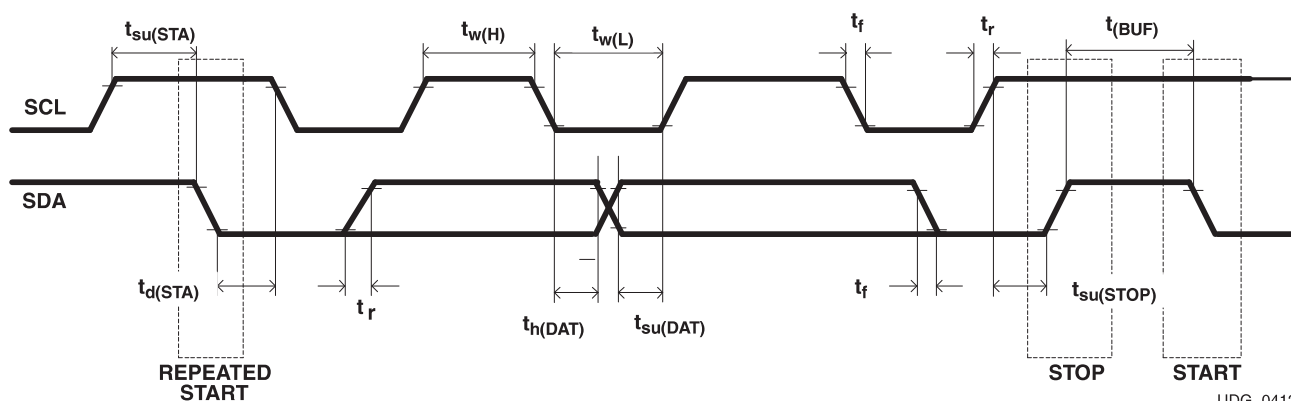 tsu(STA)
tw(H)
tw(L)
tf
tr
t(BUF)
SCL
SDA
td(STA)
tr
th(DAT)
tsu(DAT)
tf
tsu(STOP)
REPEATED
START
STOP
START